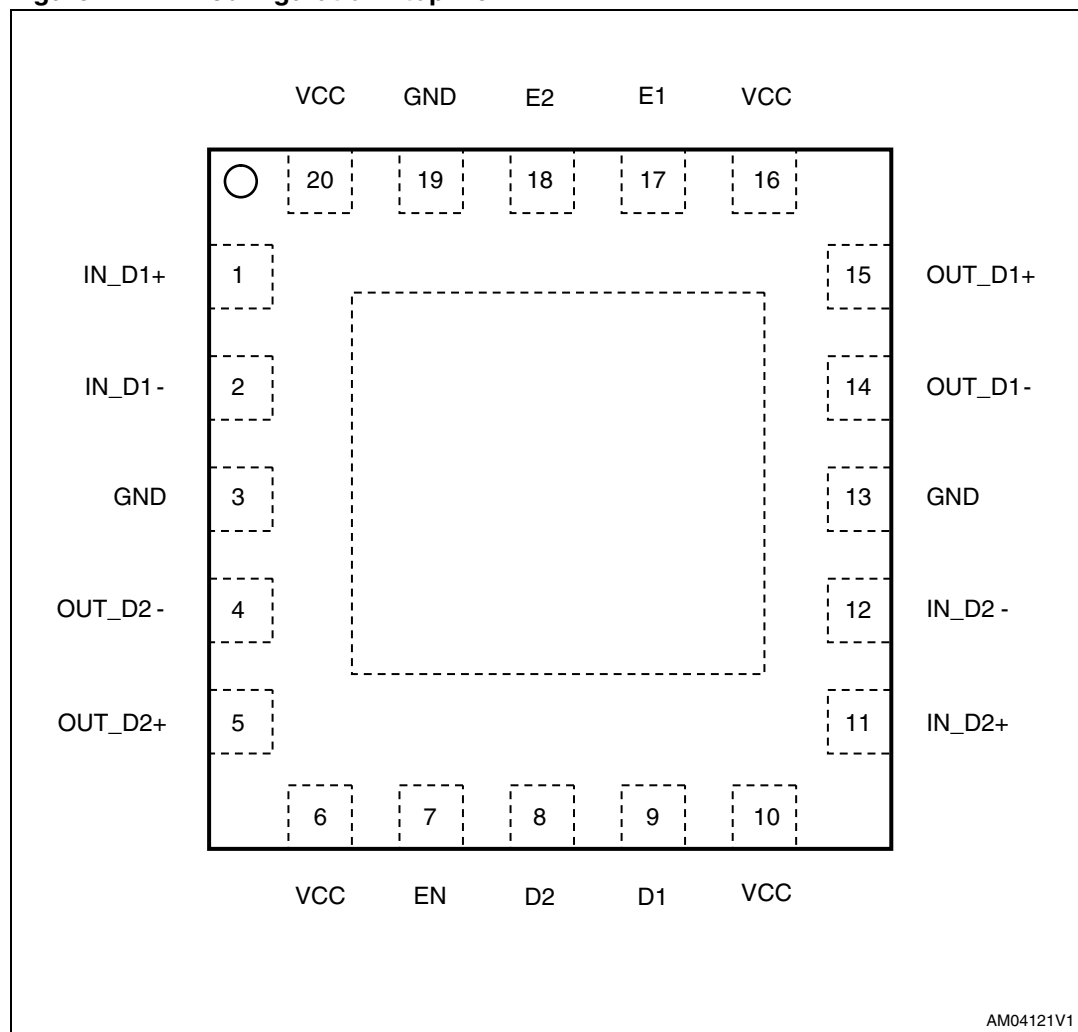 VCC GND E2 E1 VCC
20 19 18 17 16
IN_D1+ 1 15 OUT_D1+
IN_D1 - 2 14 OUT_D1-
GND 3 13 GND
OUT_D2 - 4 12 IN_D2 -
OUT_D2+ 5 11 IN_D2+
6 7 8 9 10
VCC EN D2 D1 VCC
AM04121V1